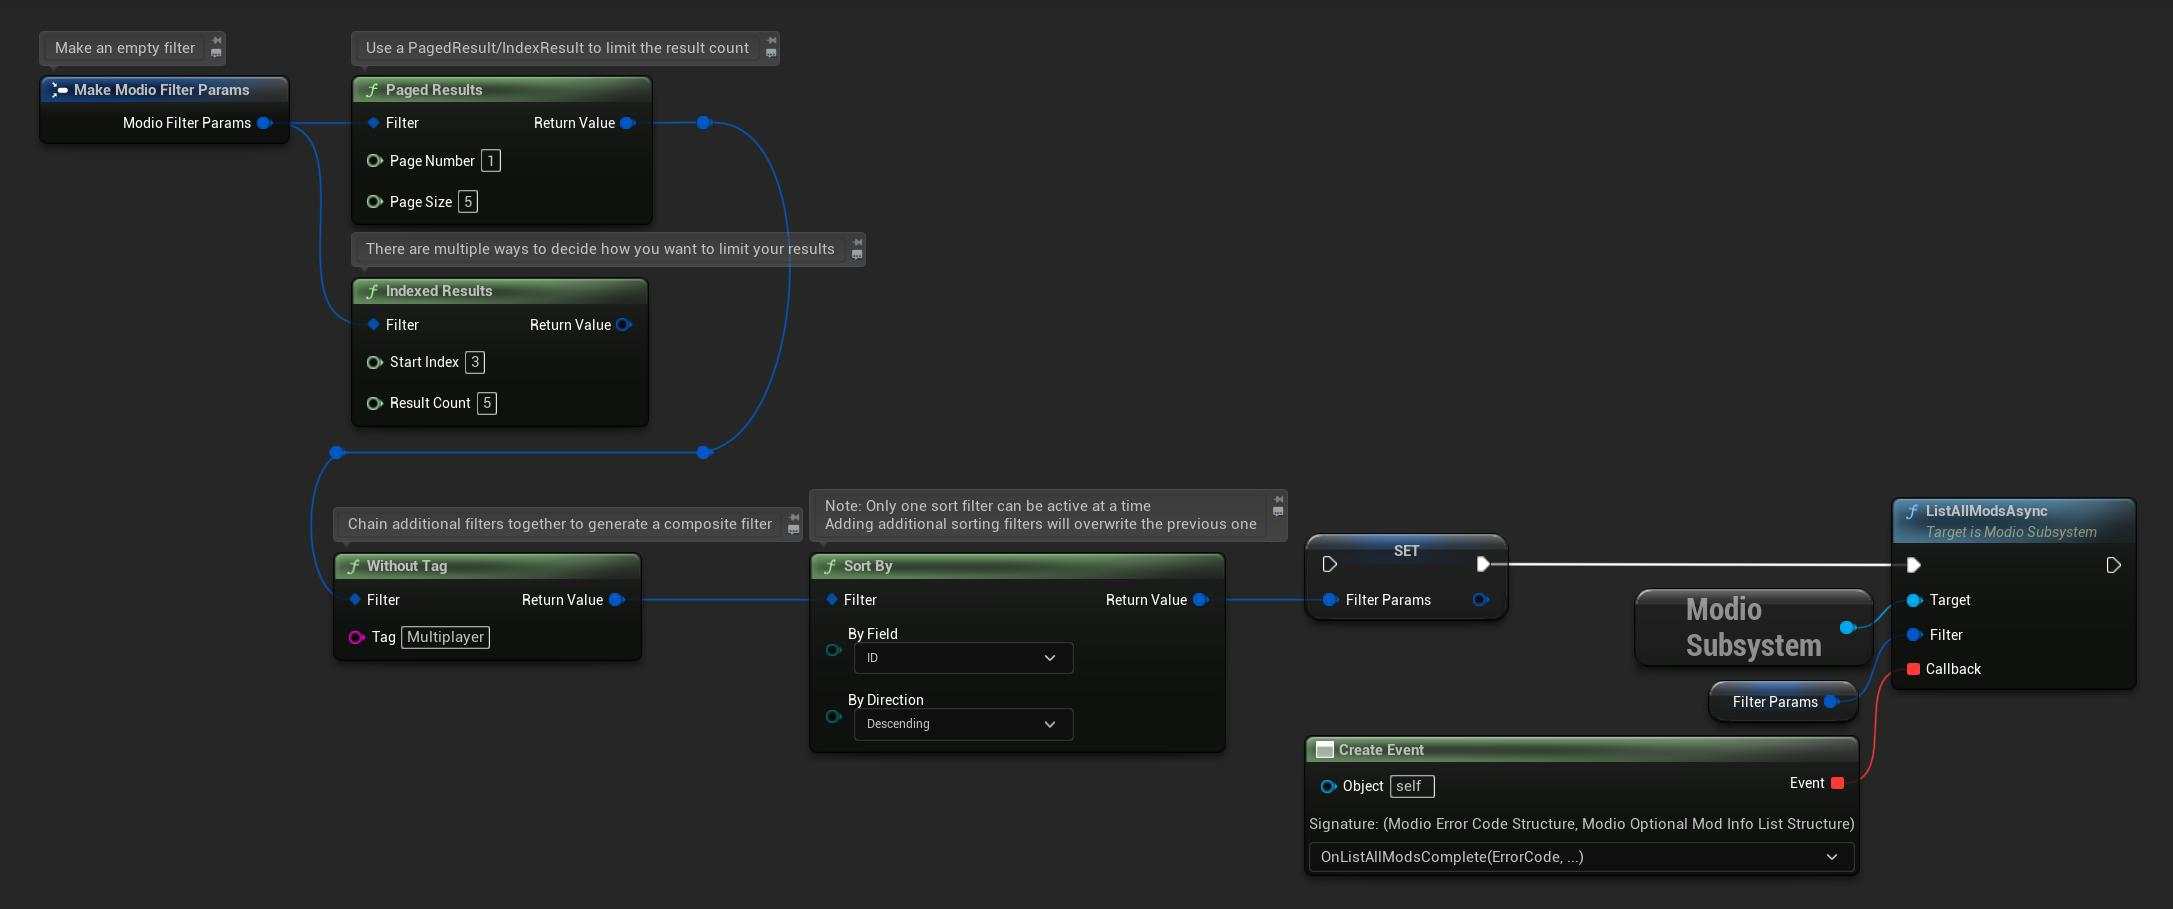 Make an empty filter
Make Modio Filter Params
Modio Filter Params
Use a PagedResult/IndexResult to limit the result count
Paged Results
Filter
Return Value
Page Number 1
Page Size 5
There are multiple ways to decide how you want to limit your results
Indexed Results
Filter
Return Value
Start Index 3
Result Count 5
Chain additional filters together to generate a composite filter
Without Tag
Filter
Return Value
Tag Multiplayer
Note: Only one sort filter can be active at a time
Adding additional sorting filters will overwrite the previous one
Sort By
Filter
Return Value
By Field
ID
By Direction
Descending
SET
Filter Params
Modio
Subsystem
Filter Params
Create Event
Object self
Event
Signature: (Modio Error Code Structure, Modio Optional Mod Info List Structure)
OnListAllModsComplete(ErrorCode, ...)
ListAllModsAsync
Target is Modio Subsystem
Target
Filter
Callback